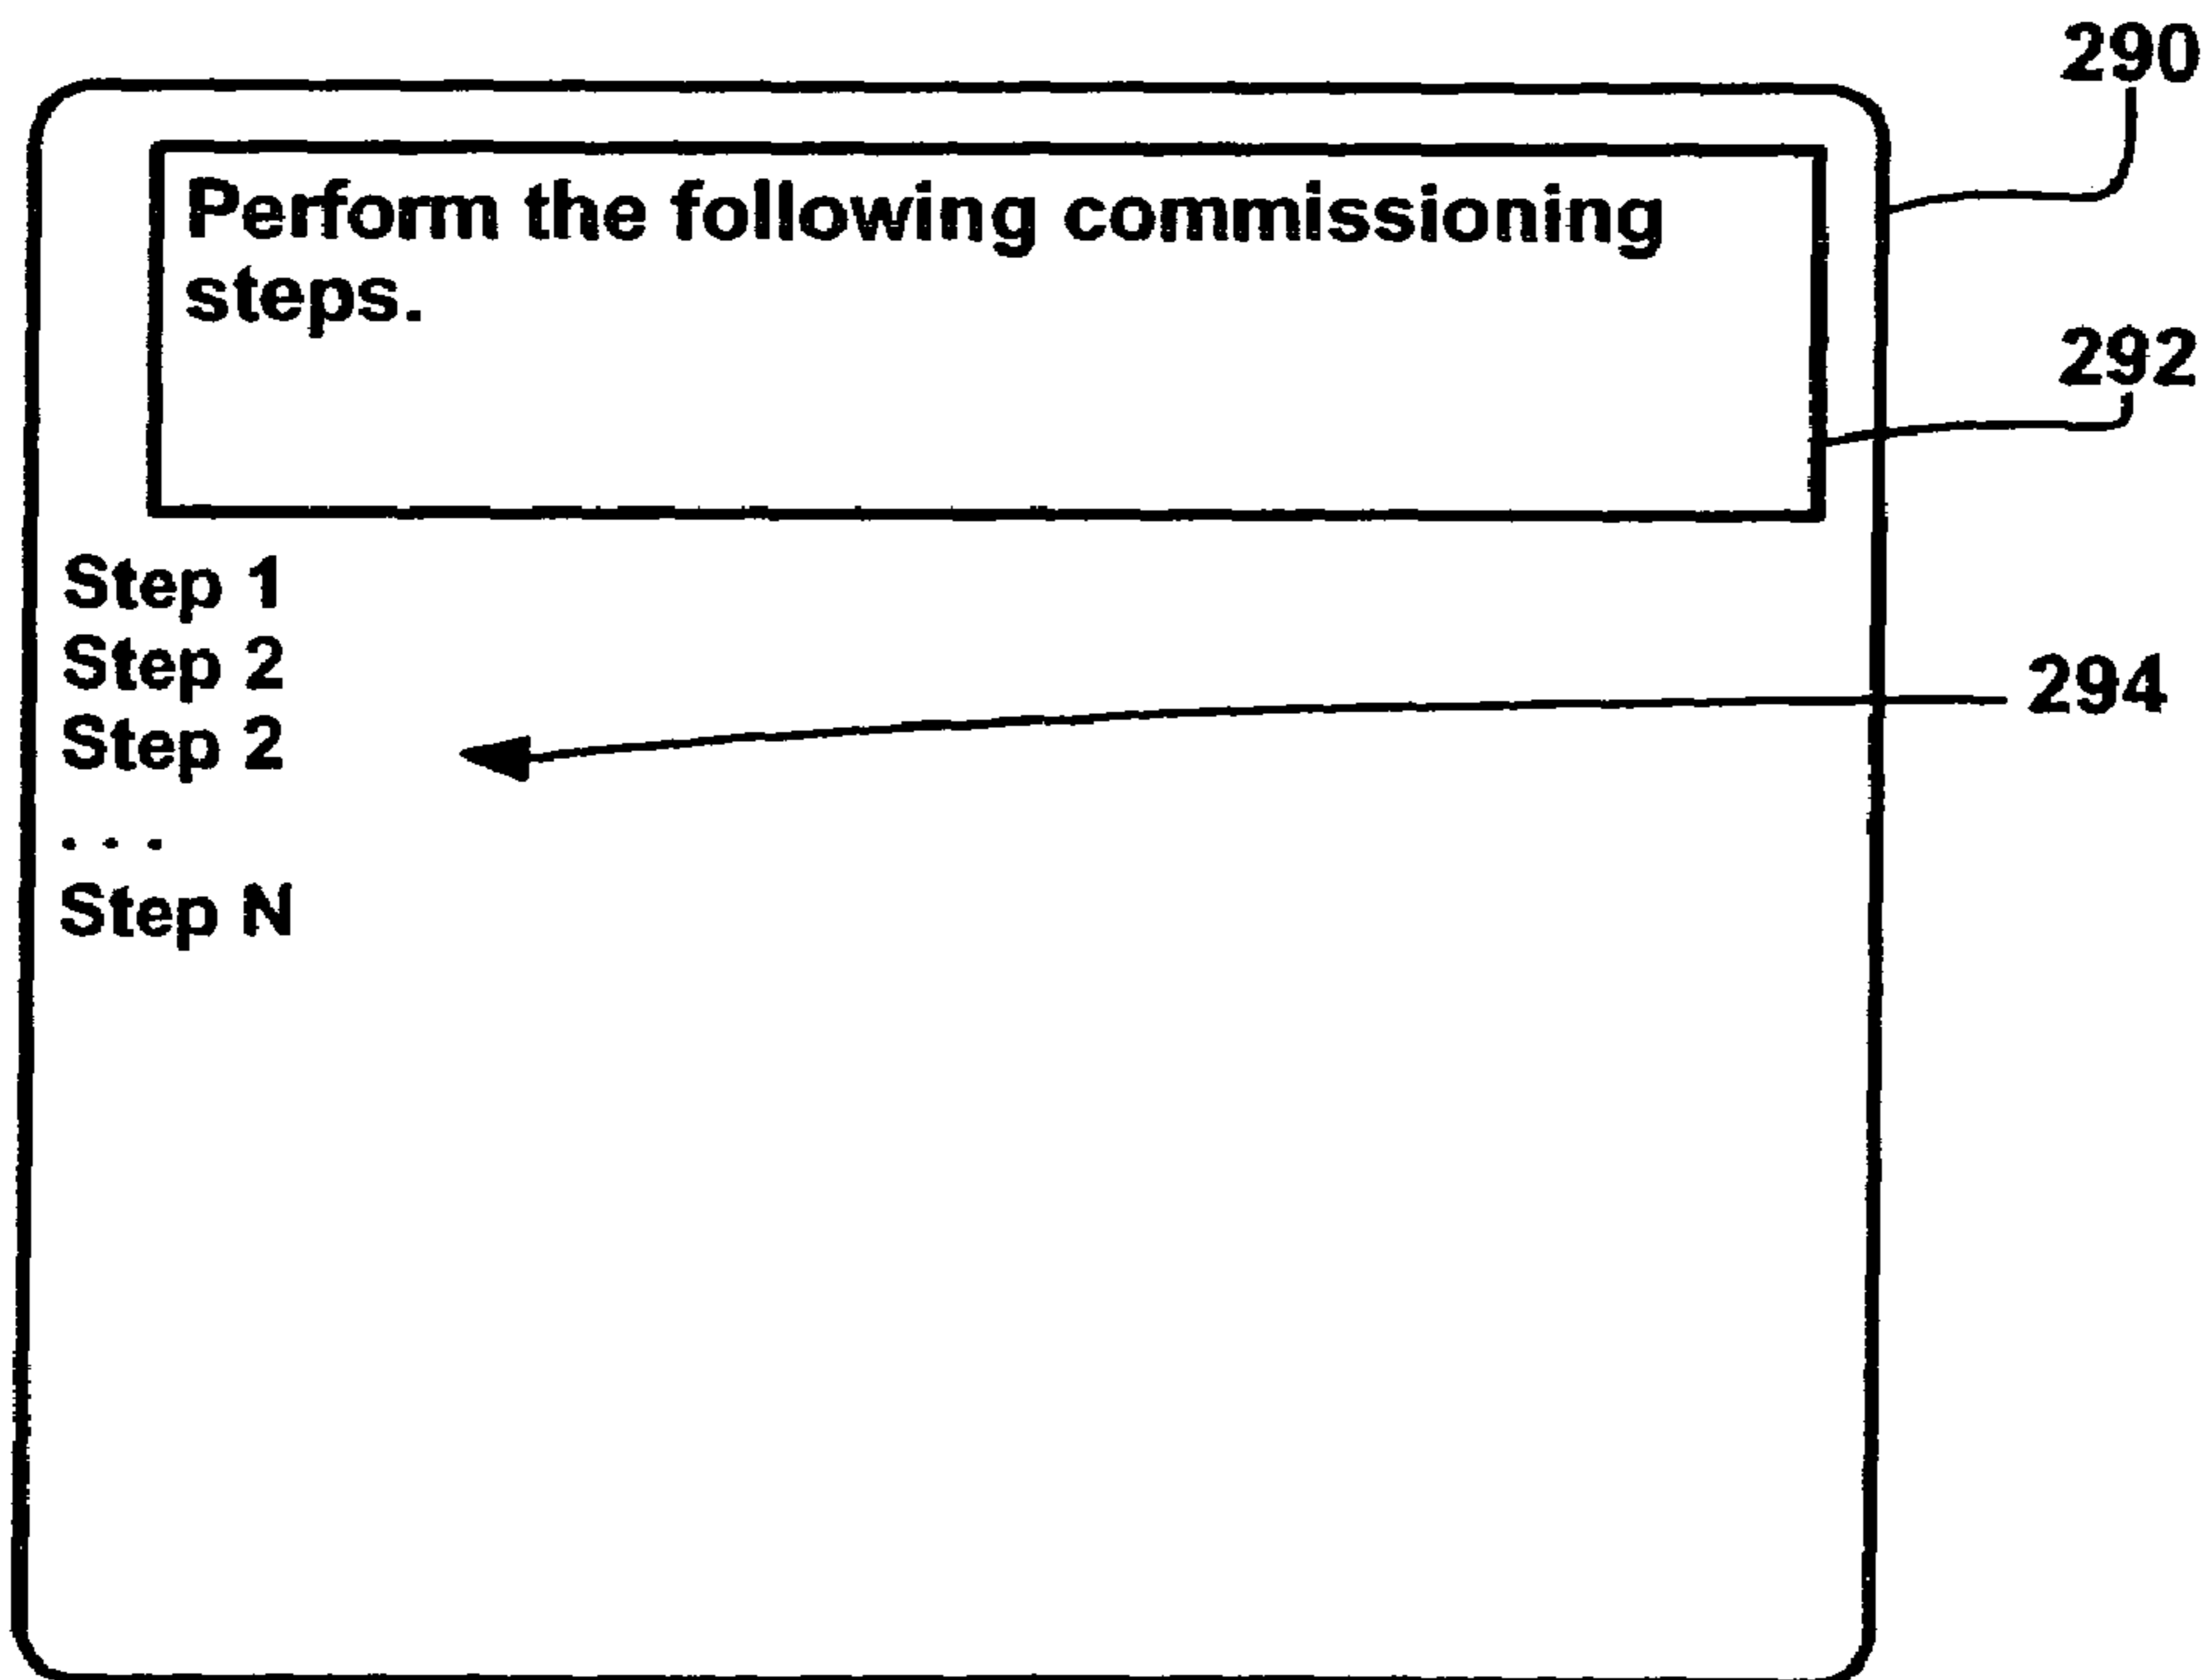 290
Perform the following commissioning
steps.
292
Step 1
Step 2
294
Step 2
. . .
Step N